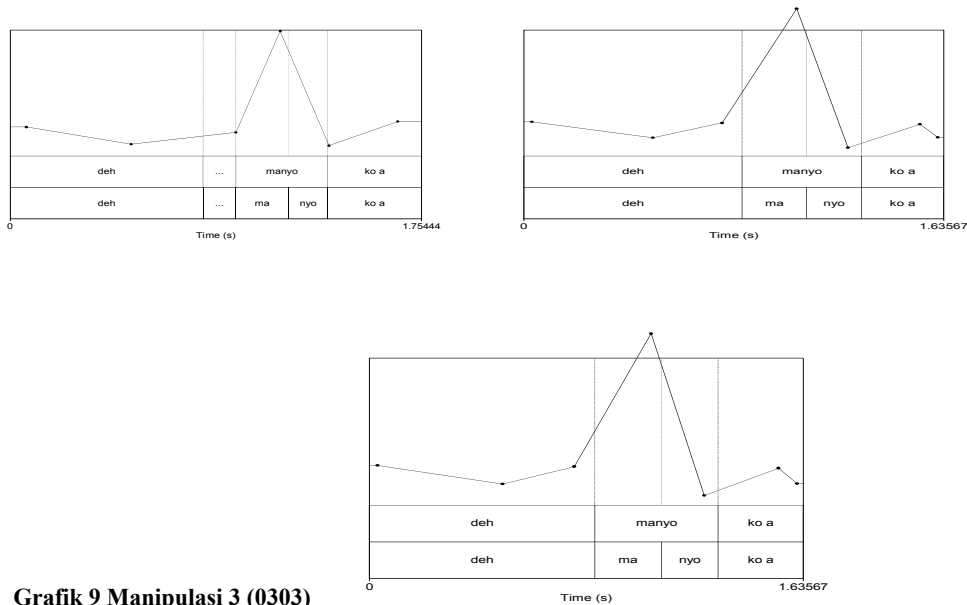 deh ... manyo ko a
deh ... ma nyo ko a
0 1.75444
Time (s)
deh manyo ko a
deh ma nyo ko a
0 1.63567
Time (s)
deh manyo ko a
deh ma nyo ko a
0 1.63567
Time (s)
Grafik 9 Manipulasi 3 (0303)